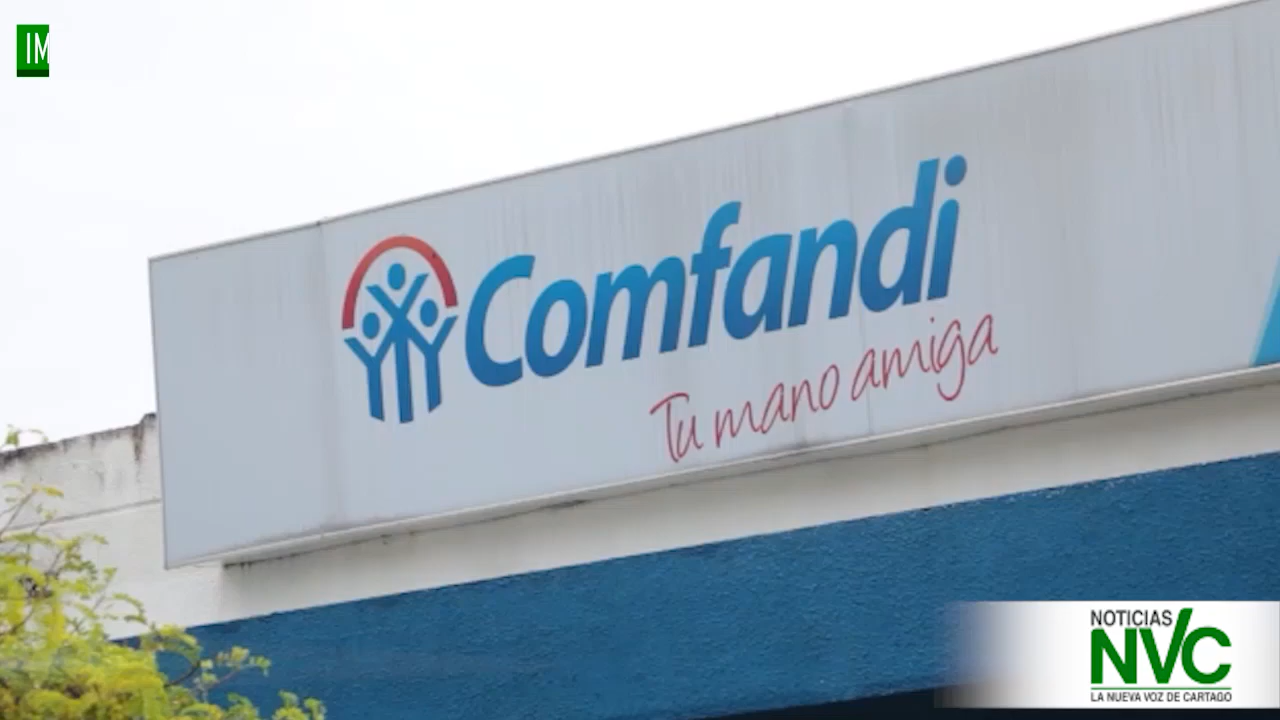 IM
Comfandi
Tu mano amiga
NOTICIAS
NVC
LA NUEVA VOZ DE CARTAGO